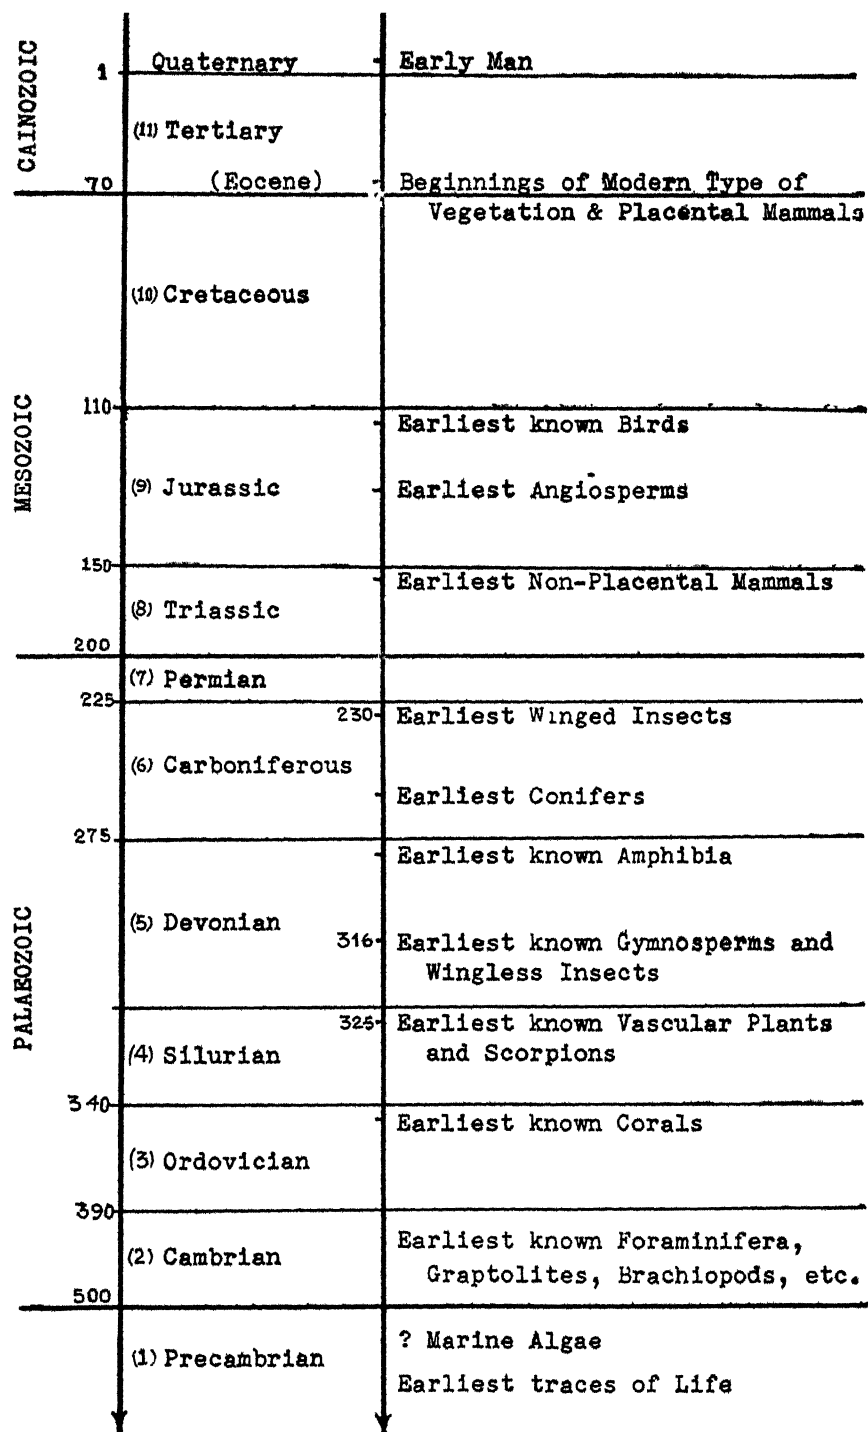 CAINOZOIC
1
Quaternary
Early Man
(11) Tertiary
70
(Eocene)
Beginnings of Modern Type of
Vegetation & Placental Mammals
MESOZOIC
(10) Cretaceous
110
Earliest known Birds
(9) Jurassic
Earliest Angiosperms
150
Earliest Non-Placental Mammals
(8) Triassic
200
PALAEOZOIC
(7) Permian
225
230
Earliest Winged Insects
(6) Carboniferous
Earliest Conifers
275
Earliest known Amphibia
(5) Devonian
316
Earliest known Gymnosperms and
Wingless Insects
325
Earliest known Vascular Plants
and Scorpions
(4) Silurian
340
Earliest known Corals
(3) Ordovician
390
(2) Cambrian
Earliest known Foraminifera,
Graptolites, Brachiopods, etc.
500
(1) Precambrian
? Marine Algae
Earliest traces of Life